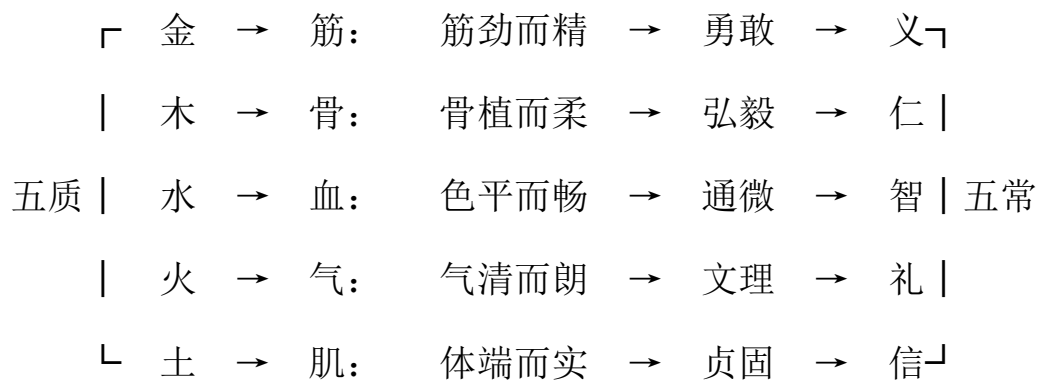 ┌ 金 → 筋： 筋劲而精 → 勇敢 → 义┐
│ 木 → 骨： 骨植而柔 → 弘毅 → 仁│
五质│ 水 → 血： 色平而畅 → 通微 → 智│五常
│ 火 → 气： 气清而朗 → 文理 → 礼│
└ 土 → 肌： 体端而实 → 贞固 → 信┘